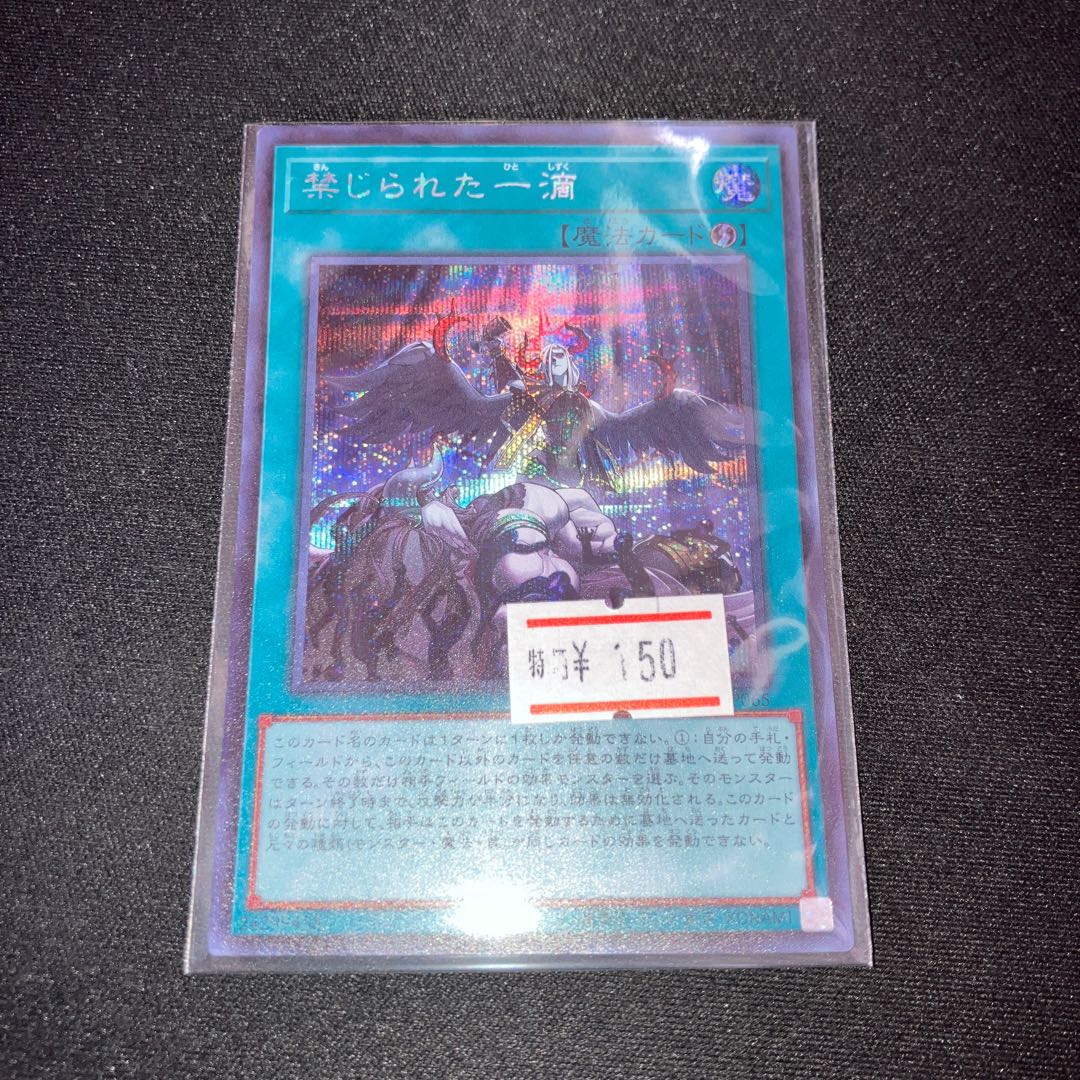 禁じられた一滴
きん ひと しずく
魔
【魔法カード】
特 ¥ 150
065
このカード名のカードは1ターンに1枚しか発動できない。①:自分の手札・
フィールドから、このカード以外のカードを任意の数だけ墓地へ送って発動
できる。その数だけ相手フィールドの効果モンスターを選ぶ。そのモンスター
はターン終了時まで、攻撃力が半分になり、効果は無効化される。このカード
の発動に対して、相手はこのカードを発動するために墓地へ送ったカードと
元々の種類(モンスター・魔法・罠)が同じカードの効果を発動できない。
KONAMI